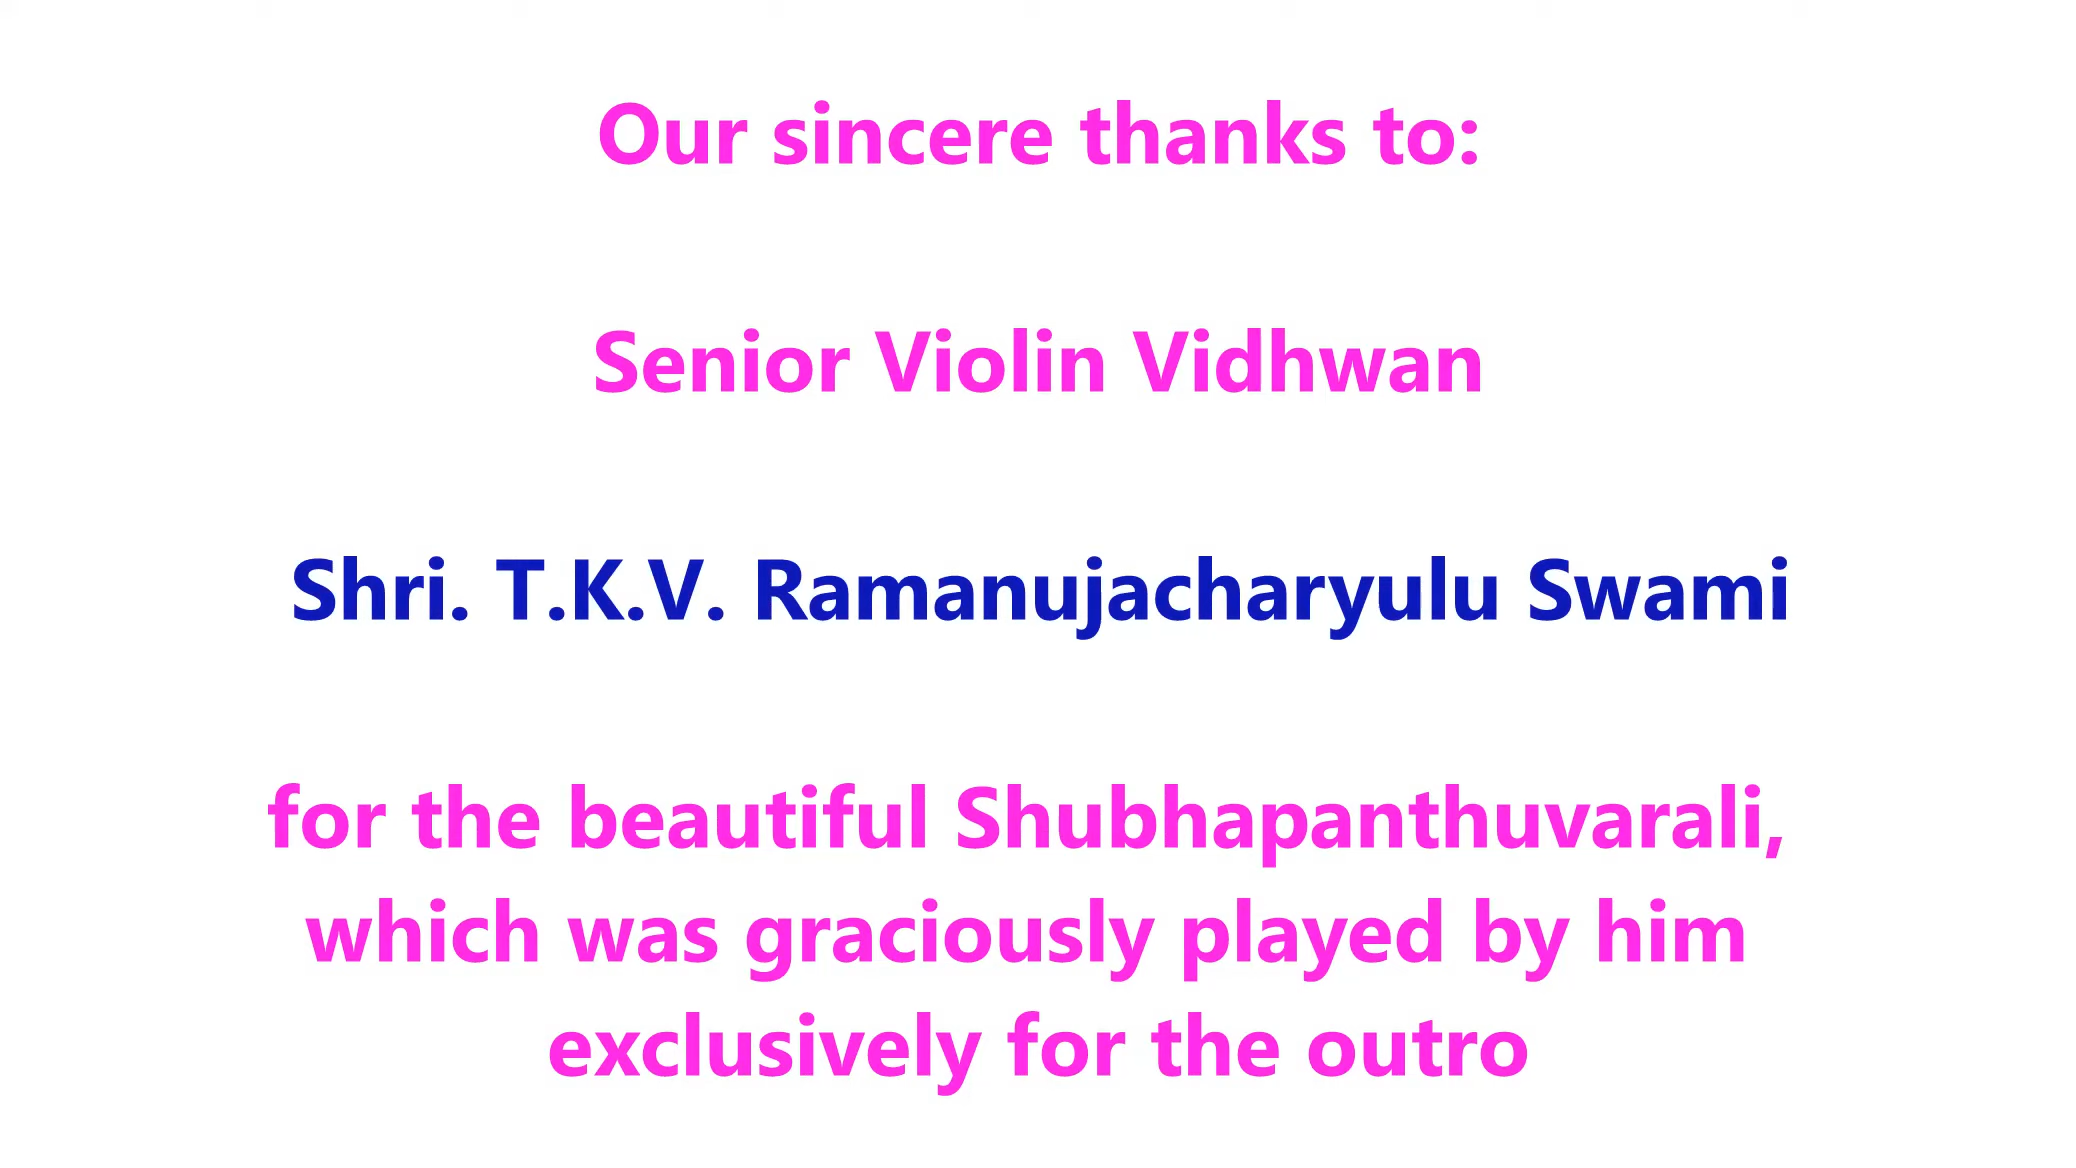 Our sincere thanks to:
Senior Violin Vidhwan
Shri. T.K.V. Ramanujacharyulu Swami
for the beautiful Shubhapanthuvarali,
which was graciously played by him
exclusively for the outro